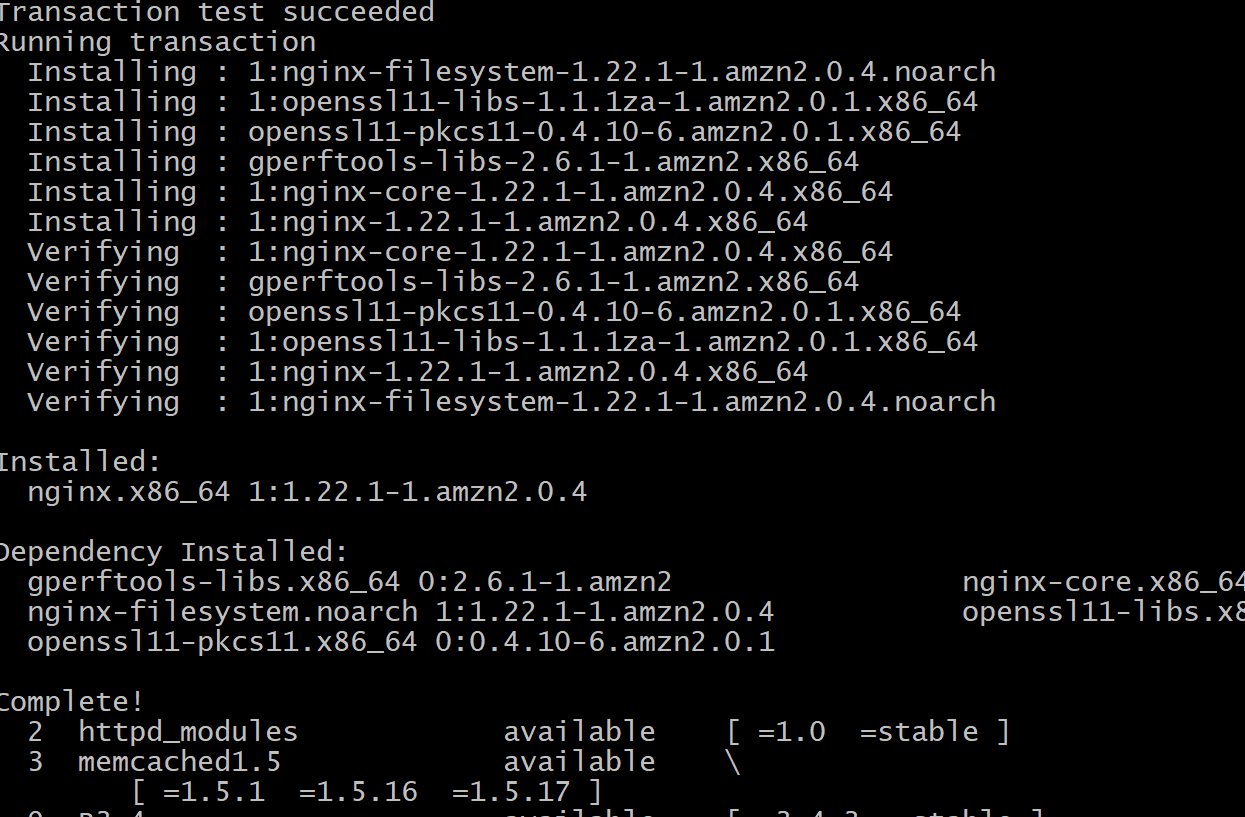 Transaction test succeeded
Running transaction
  Installing : 1:nginx-filesystem-1.22.1-1.amzn2.0.4.noarch
  Installing : 1:openssl11-libs-1.1.1za-1.amzn2.0.1.x86_64
  Installing : openssl11-pkcs11-0.4.10-6.amzn2.0.1.x86_64
  Installing : gperftools-libs-2.6.1-1.amzn2.x86_64
  Installing : 1:nginx-core-1.22.1-1.amzn2.0.4.x86_64
  Installing : 1:nginx-1.22.1-1.amzn2.0.4.x86_64
  Verifying  : 1:nginx-core-1.22.1-1.amzn2.0.4.x86_64
  Verifying  : gperftools-libs-2.6.1-1.amzn2.x86_64
  Verifying  : openssl11-pkcs11-0.4.10-6.amzn2.0.1.x86_64
  Verifying  : 1:openssl11-libs-1.1.1za-1.amzn2.0.1.x86_64
  Verifying  : 1:nginx-1.22.1-1.amzn2.0.4.x86_64
  Verifying  : 1:nginx-filesystem-1.22.1-1.amzn2.0.4.noarch

Installed:
  nginx.x86_64 1:1.22.1-1.amzn2.0.4

Dependency Installed:
  gperftools-libs.x86_64 0:2.6.1-1.amzn2                 nginx-core.x86_64
  nginx-filesystem.noarch 1:1.22.1-1.amzn2.0.4           openssl11-libs.x8
  openssl11-pkcs11.x86_64 0:0.4.10-6.amzn2.0.1

Complete!
  2  httpd_modules            available    [ =1.0  =stable ]
  3  memcached1.5             available    \
        [ =1.5.1  =1.5.16  =1.5.17 ]